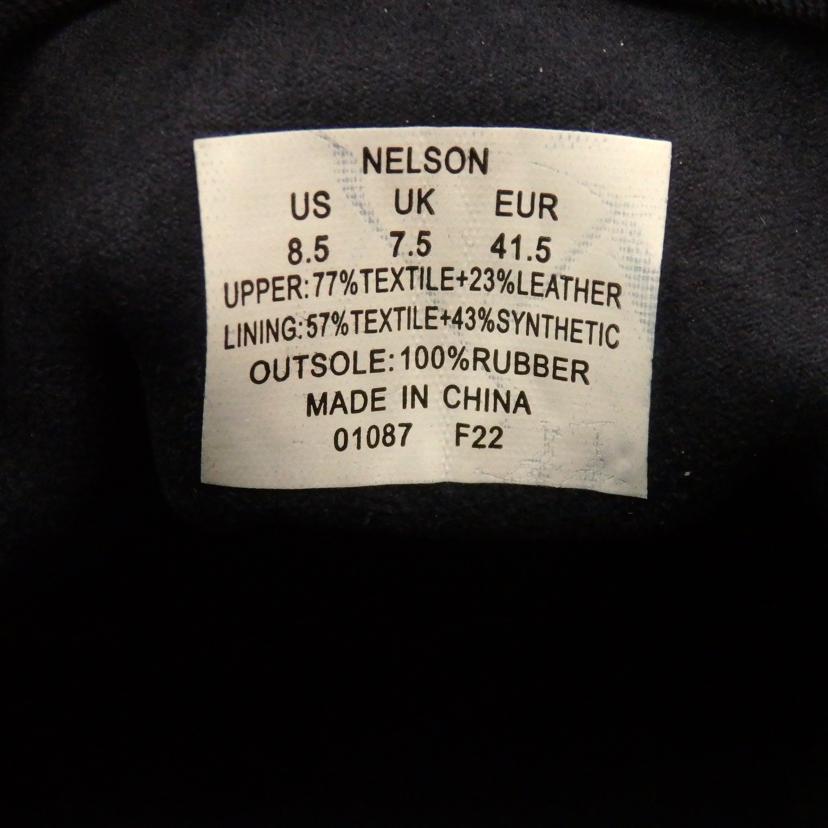 NELSON
US UK EUR
8.5 7.5 41.5
UPPER:77%TEXTILE+23%LEATHER
LINING:57%TEXTILE+43%SYNTHETIC
OUTSOLE:100%RUBBER
MADE IN CHINA
01087 F22